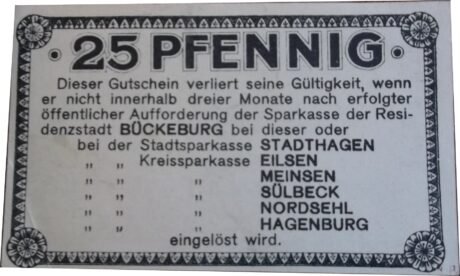 • 25 PFENNIG •
Dieser Gutschein verliert seine Gültigkeit, wenn
er nicht innerhalb dreier Monate nach erfolgter
öffentlicher Aufforderung der Sparkasse der Resi-
denzstadt BÜCKEBURG bei dieser oder
bei der Stadtsparkasse STADTHAGEN
„ „ Kreissparkasse EILSEN
„ „ „ MEINSEN
„ „ „ SÜLBECK
„ „ „ NORDSEHL
„ „ „ HAGENBURG
eingelöst wird.